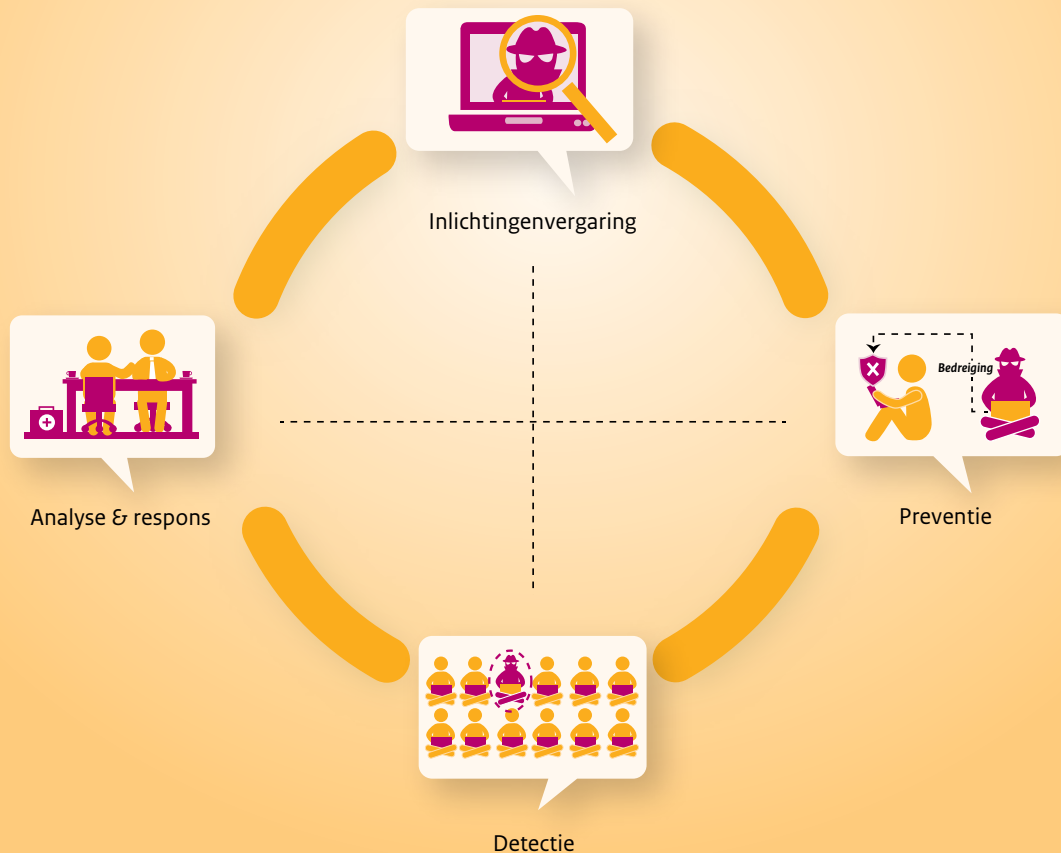 Inlichtingenvergaring
Bedreiging
Analyse & respons
Preventie
Detectie